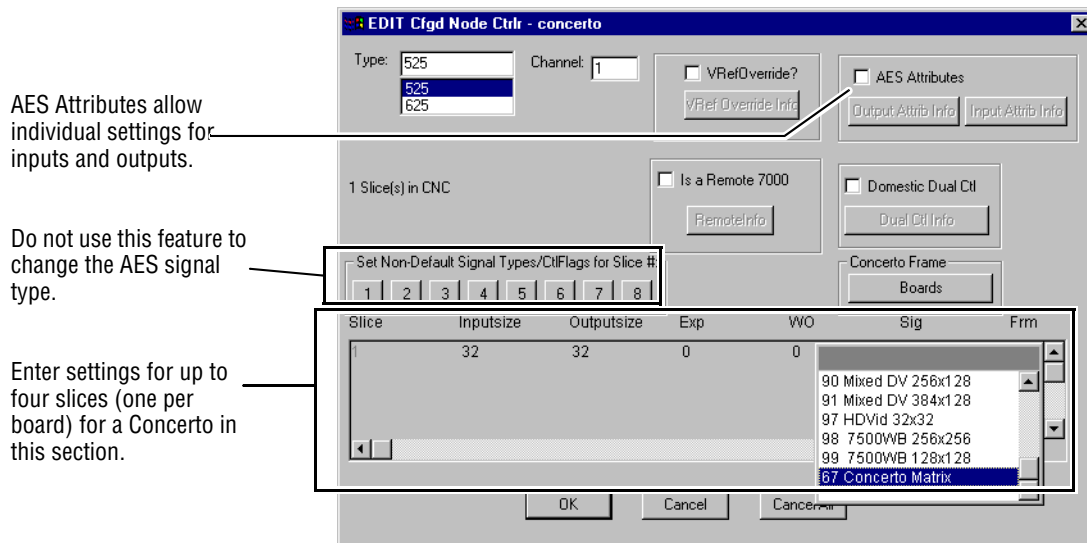 EDIT Cfgd Node Ctrlr - concerto
Type: 525
525
625
Channel: 1
VRefOverride?
VRef Override Info
AES Attributes
Output Attrib Info Input Attrib Info
AES Attributes allow
individual settings for
inputs and outputs.
1 Slice(s) in CNC
Is a Remote 7000
RemoteInfo
Domestic Dual Ctl
Dual Ctl Info
Do not use this feature to
change the AES signal
type.
Set Non-Default Signal Types/CtlFlags for Slice #:
1 2 3 4 5 6 7 8
Concerto Frame
Boards
Slice Inputsize Outputsize Exp WO Sig Frm
1 32 32 0 0
90 Mixed DV 256x128
91 Mixed DV 384x128
97 HDVid 32x32
98 7500WB 256x256
99 7500WB 128x128
67 Concerto Matrix
Enter settings for up to
four slices (one per
board) for a Concerto in
this section.
OK Cancel CancelAll